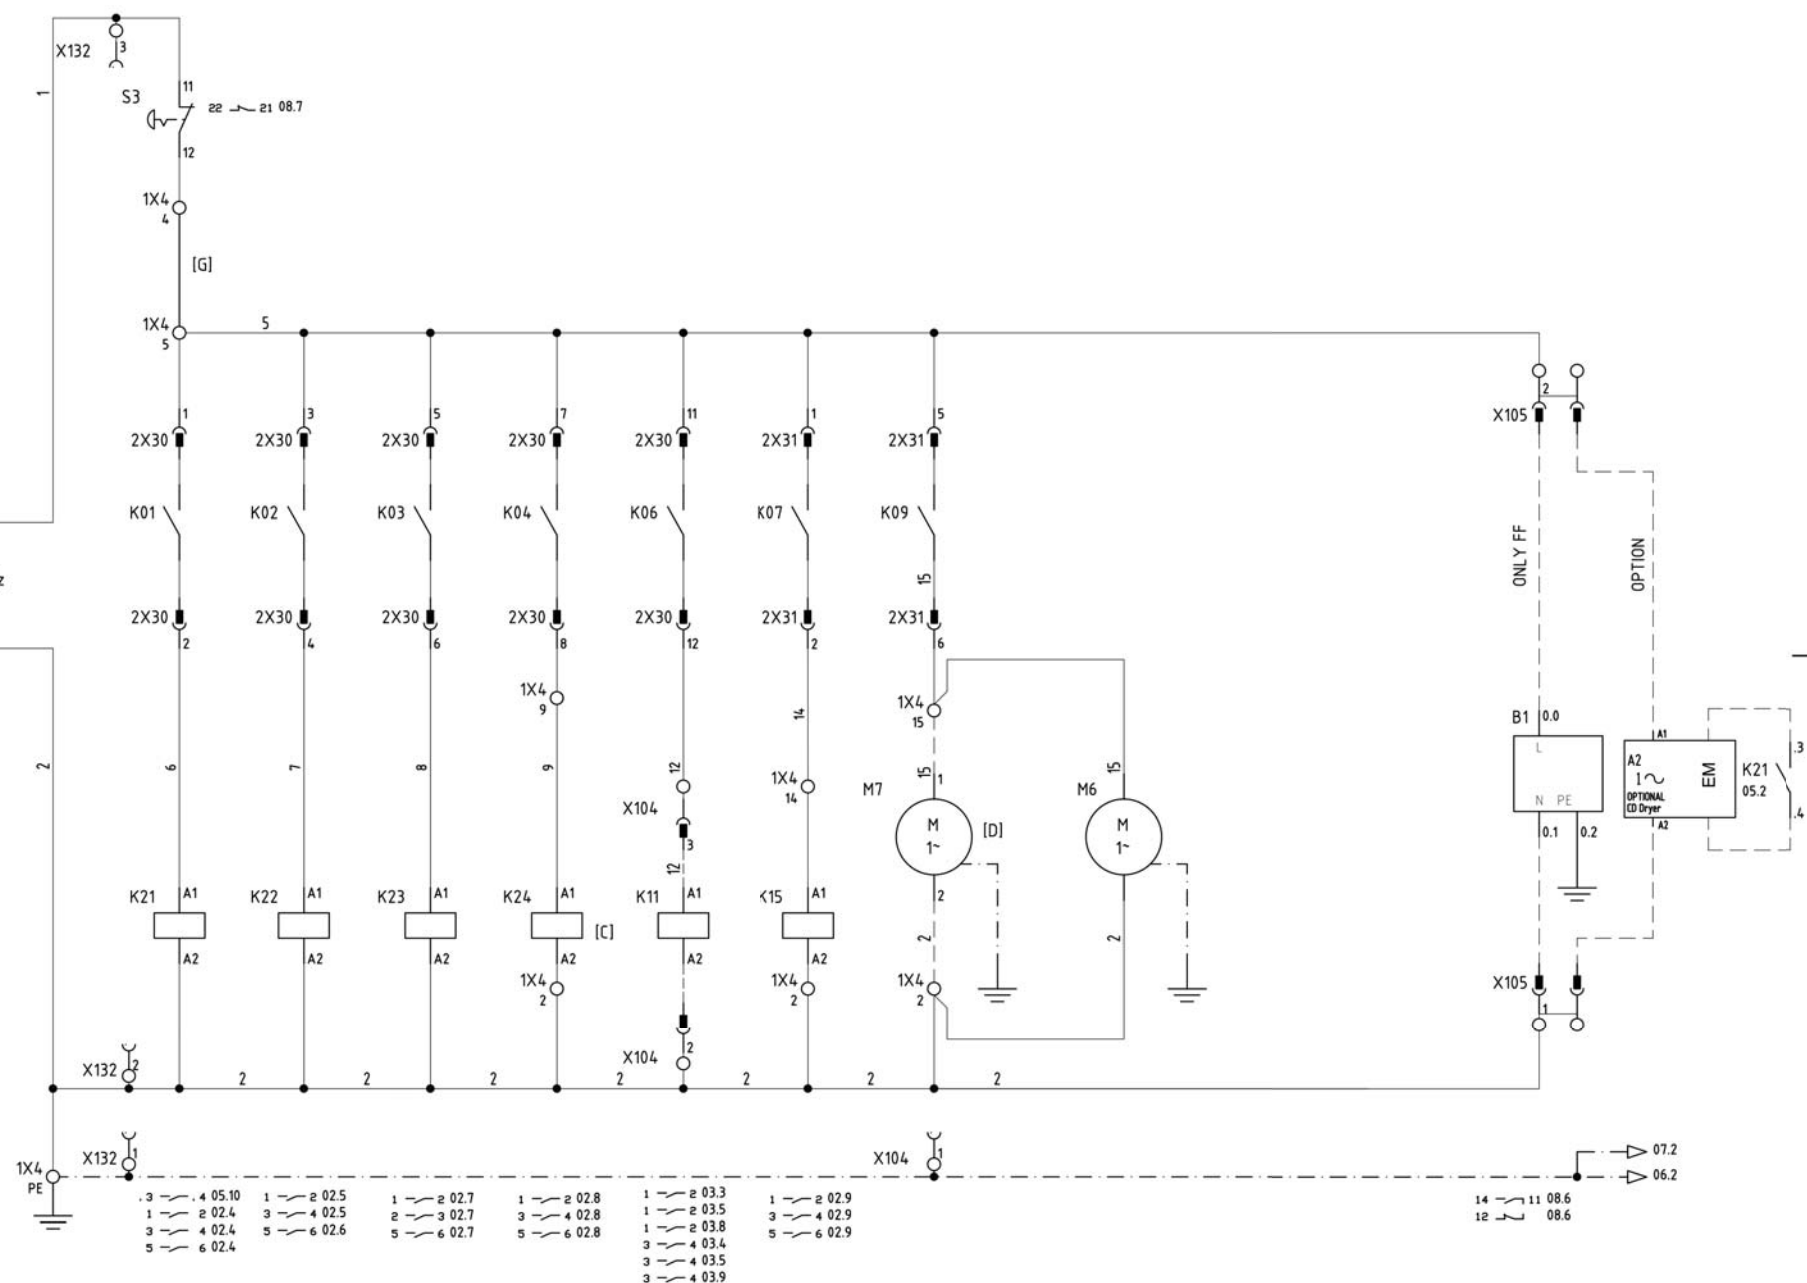 X132
3
1
S3
11
22 21 08.7
12
1X4
4
[G]
1X4
5
5
1 3 5 7 11 1 5
2X30 2X30 2X30 2X30 2X30 2X31 2X31
2
X105
K01 K02 K03 K04 K06 K07 K09
ONLY FF
OPTION
z
15
2X30 2X30 2X30 2X30 2X30 2X31 2X31
2 4 6 8 12 2 6
1X4
9
1X4
15
14
B1 0.0
L
N PE
0.1 0.2
A1
A2
1
OPTIONAL
CD Dryer
EM
A2
K21
05.2
.3
.4
2
6 7 8 9 12
X104
3
12
1X4
14
M7
15 1
M
1~
[D]
2
2
M6
15
M
1~
2
K21 A1 K22 A1 K23 A1 K24 A1 K11 A1 K15 A1
[C]
A2 A2 A2 A2 A2 A2
1X4
2
1X4
2
1X4
2
X105
1
X104
2
X132
2
2 2 2 2 2 2 2
X132
1
X104
1
1X4
PE
07.2
06.2
.3 .4 05.10
1 2 02.4
3 4 02.4
5 6 02.4
1 2 02.5
3 4 02.5
5 6 02.6
1 2 02.7
2 3 02.7
5 6 02.7
1 2 02.8
3 4 02.8
5 6 02.8
1 2 03.3
1 2 03.5
1 2 03.8
3 4 03.4
3 4 03.5
3 4 03.9
1 2 02.9
3 4 02.9
5 6 02.9
14 11 08.6
12 08.6